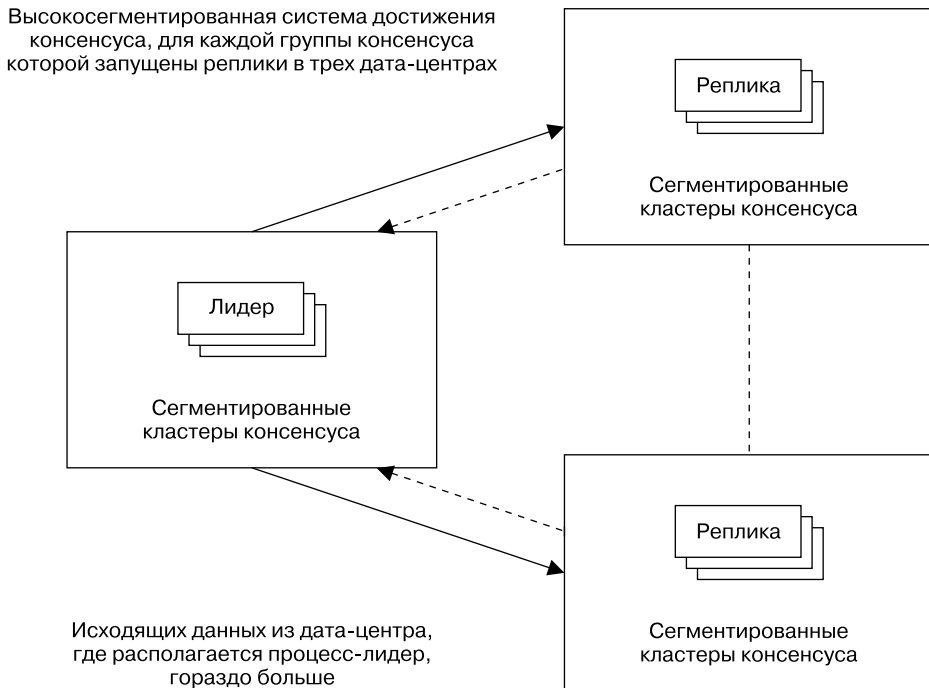 Высокосегментированная система достижения
консенсуса, для каждой группы консенсуса
которой запущены реплики в трех дата-центрах
Реплика
Сегментированные
кластеры консенсуса
Лидер
Сегментированные
кластеры консенсуса
Реплика
Сегментированные
кластеры консенсуса
Исходящих данных из дата-центра,
где располагается процесс-лидер,
гораздо больше